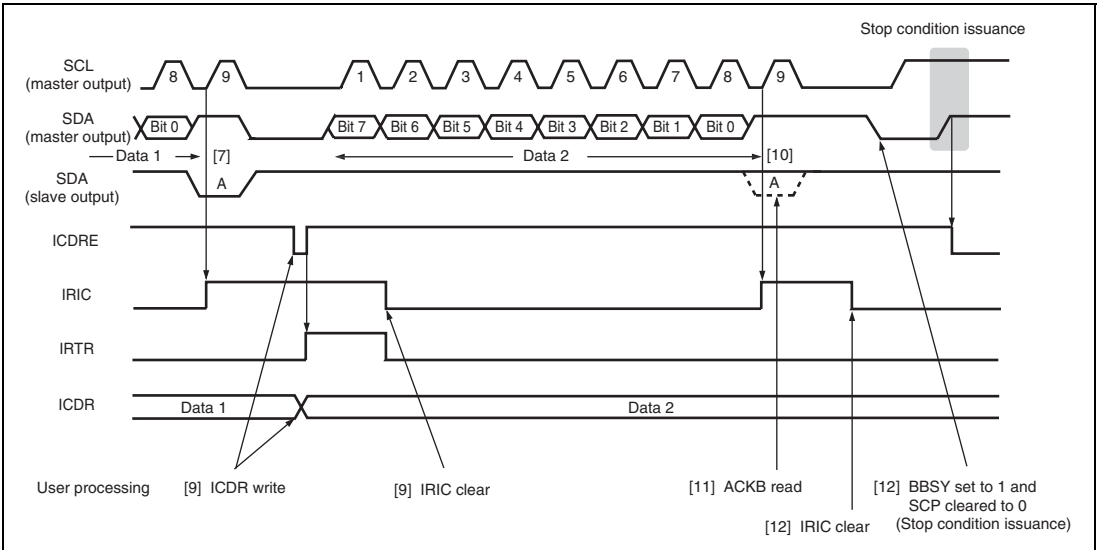 Stop condition issuance
SCL
(master output)
8 9 1 2 3 4 5 6 7 8 9
SDA
(master output)
Bit 0 Bit 7 Bit 6 Bit 5 Bit 4 Bit 3 Bit 2 Bit 1 Bit 0
Data 1 [7] Data 2 [10]
SDA
(slave output)
A A
ICDRE
IRIC
IRTR
ICDR
Data 1 Data 2
User processing [9] ICDR write [9] IRIC clear [11] ACKB read [12] BBSY set to 1 and
SCP cleared to 0
(Stop condition issuance)
[12] IRIC clear